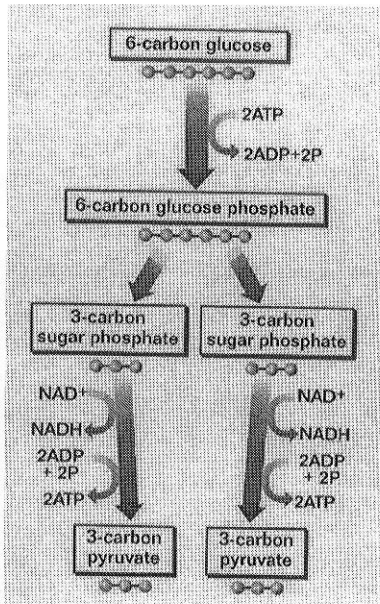 6-carbon glucose
2ATP
2ADP+2P
6-carbon glucose phosphate
3-carbon
sugar phosphate
3-carbon
sugar phosphate
NAD+
NADH
2ADP
+ 2P
2ATP
NAD+
NADH
2ADP
+ 2P
2ATP
3-carbon
pyruvate
3-carbon
pyruvate